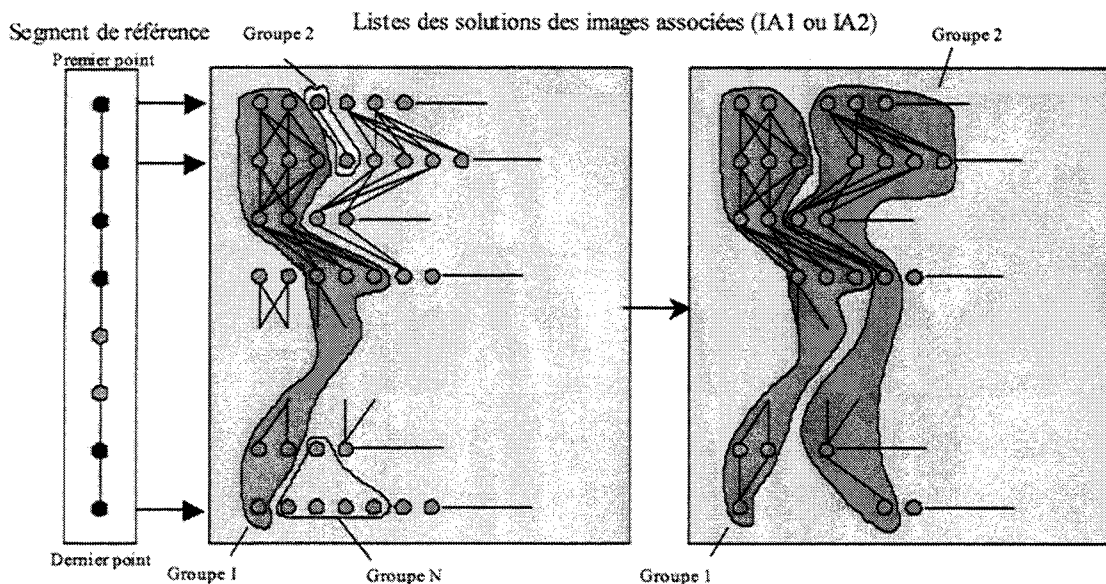 Listes des solutions des images associées (IA1 ou IA2)
Segment de référence
Groupe 2
Groupe 2
Premier point
Dernier point
Groupe 1
Groupe N
Groupe 1